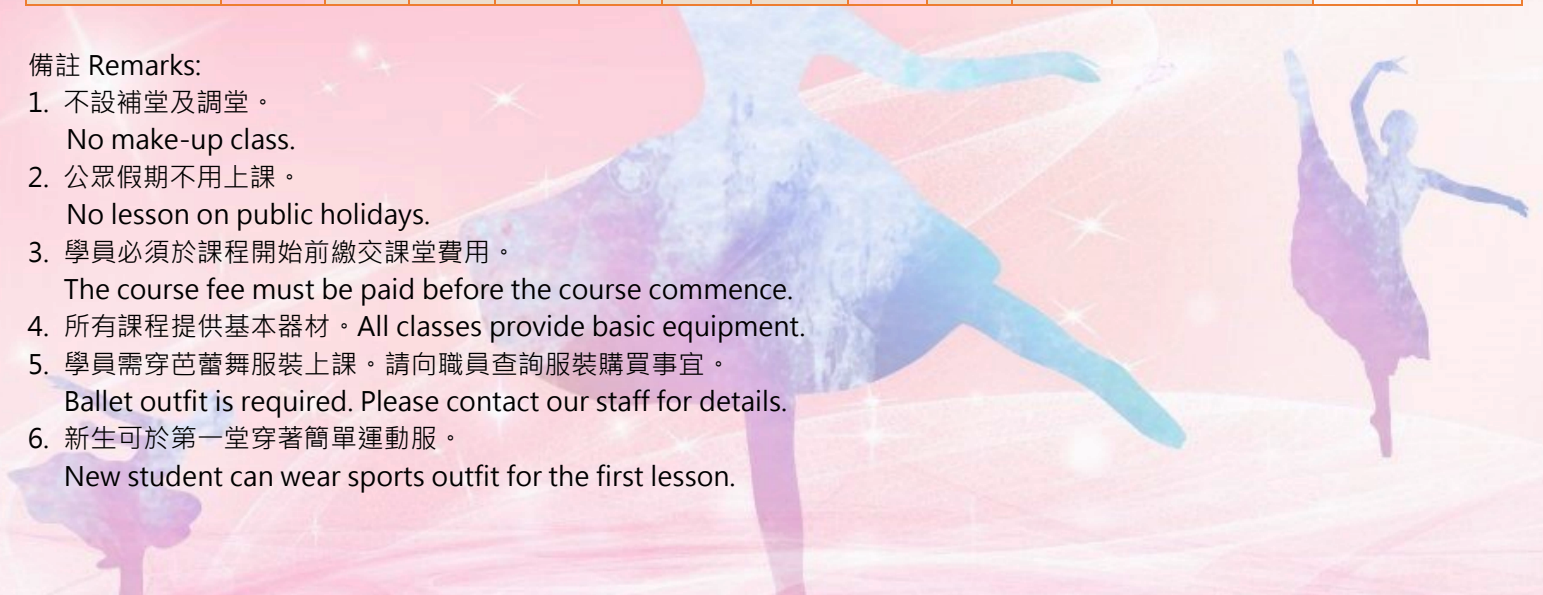 備註 Remarks:
1. 不設補堂及調堂。
No make-up class.
2. 公眾假期不用上課。
No lesson on public holidays.
3. 學員必須於課程開始前繳交課堂費用。
The course fee must be paid before the course commence.
4. 所有課程提供基本器材。All classes provide basic equipment.
5. 學員需穿芭蕾舞服裝上課。請向職員查詢服裝購買事宜。
Ballet outfit is required. Please contact our staff for details.
6. 新生可於第一堂穿著簡單運動服。
New student can wear sports outfit for the first lesson.